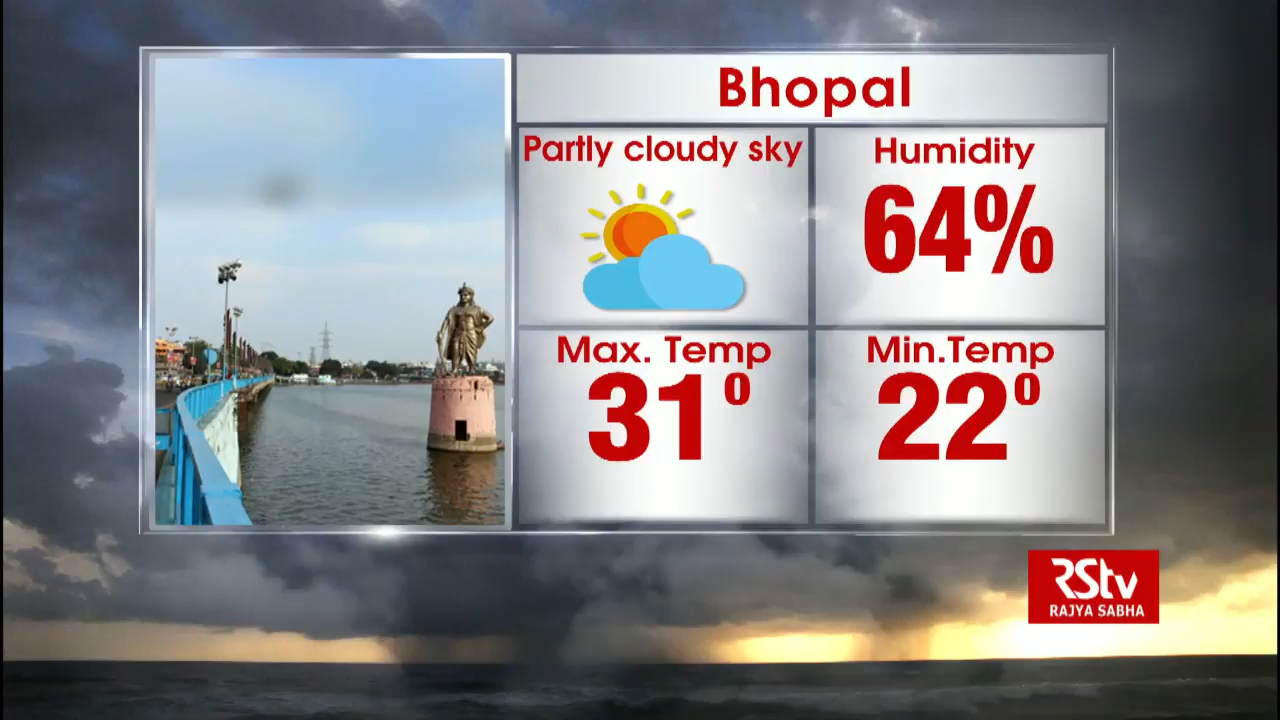 Bhopal
Partly cloudy sky
Humidity
64%
Max. Temp
31⁰
Min.Temp
22⁰
RStv
RAJYA SABHA